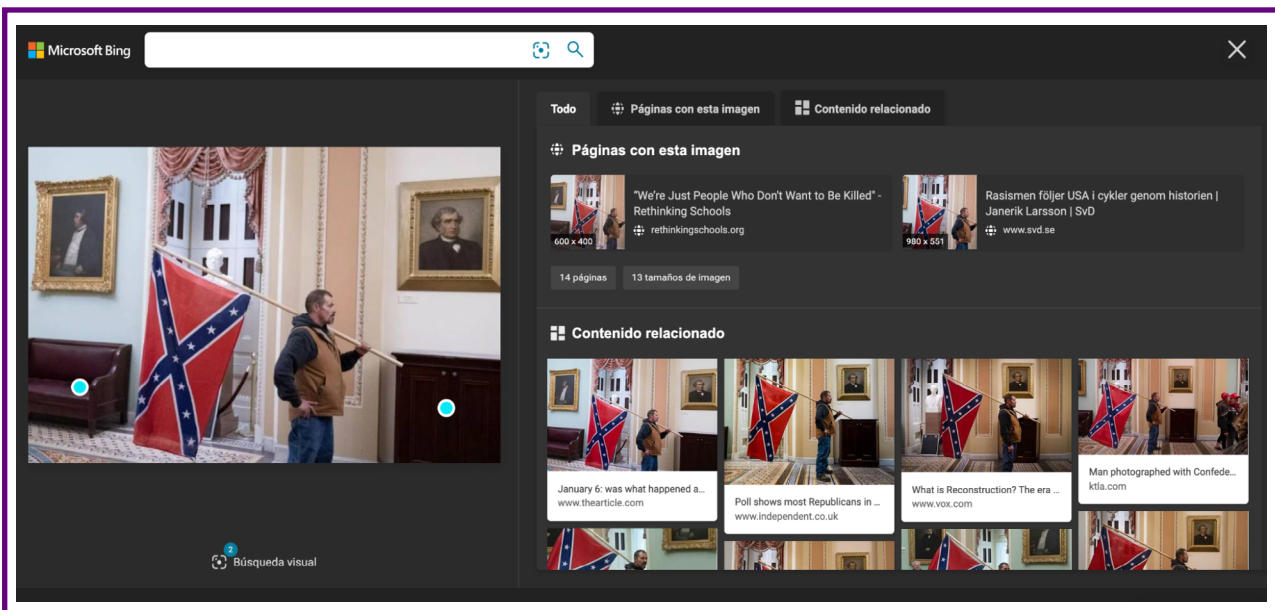 Microsoft Bing
Todo
Páginas con esta imagen
Contenido relacionado
Páginas con esta imagen
"We're Just People Who Don't Want to Be Killed" -
Rethinking Schools
rethinkingschools.org
600 x 400
Rasismen följer USA i cykler genom historien |
Janerik Larsson | SvD
www.svd.se
980 x 551
14 páginas
13 tamaños de imagen
Contenido relacionado
January 6: was what happened a...
www.thearticle.com
Poll shows most Republicans in ...
www.independent.co.uk
What is Reconstruction? The era ...
www.vox.com
Man photographed with Confede...
ktla.com
2
Búsqueda visual